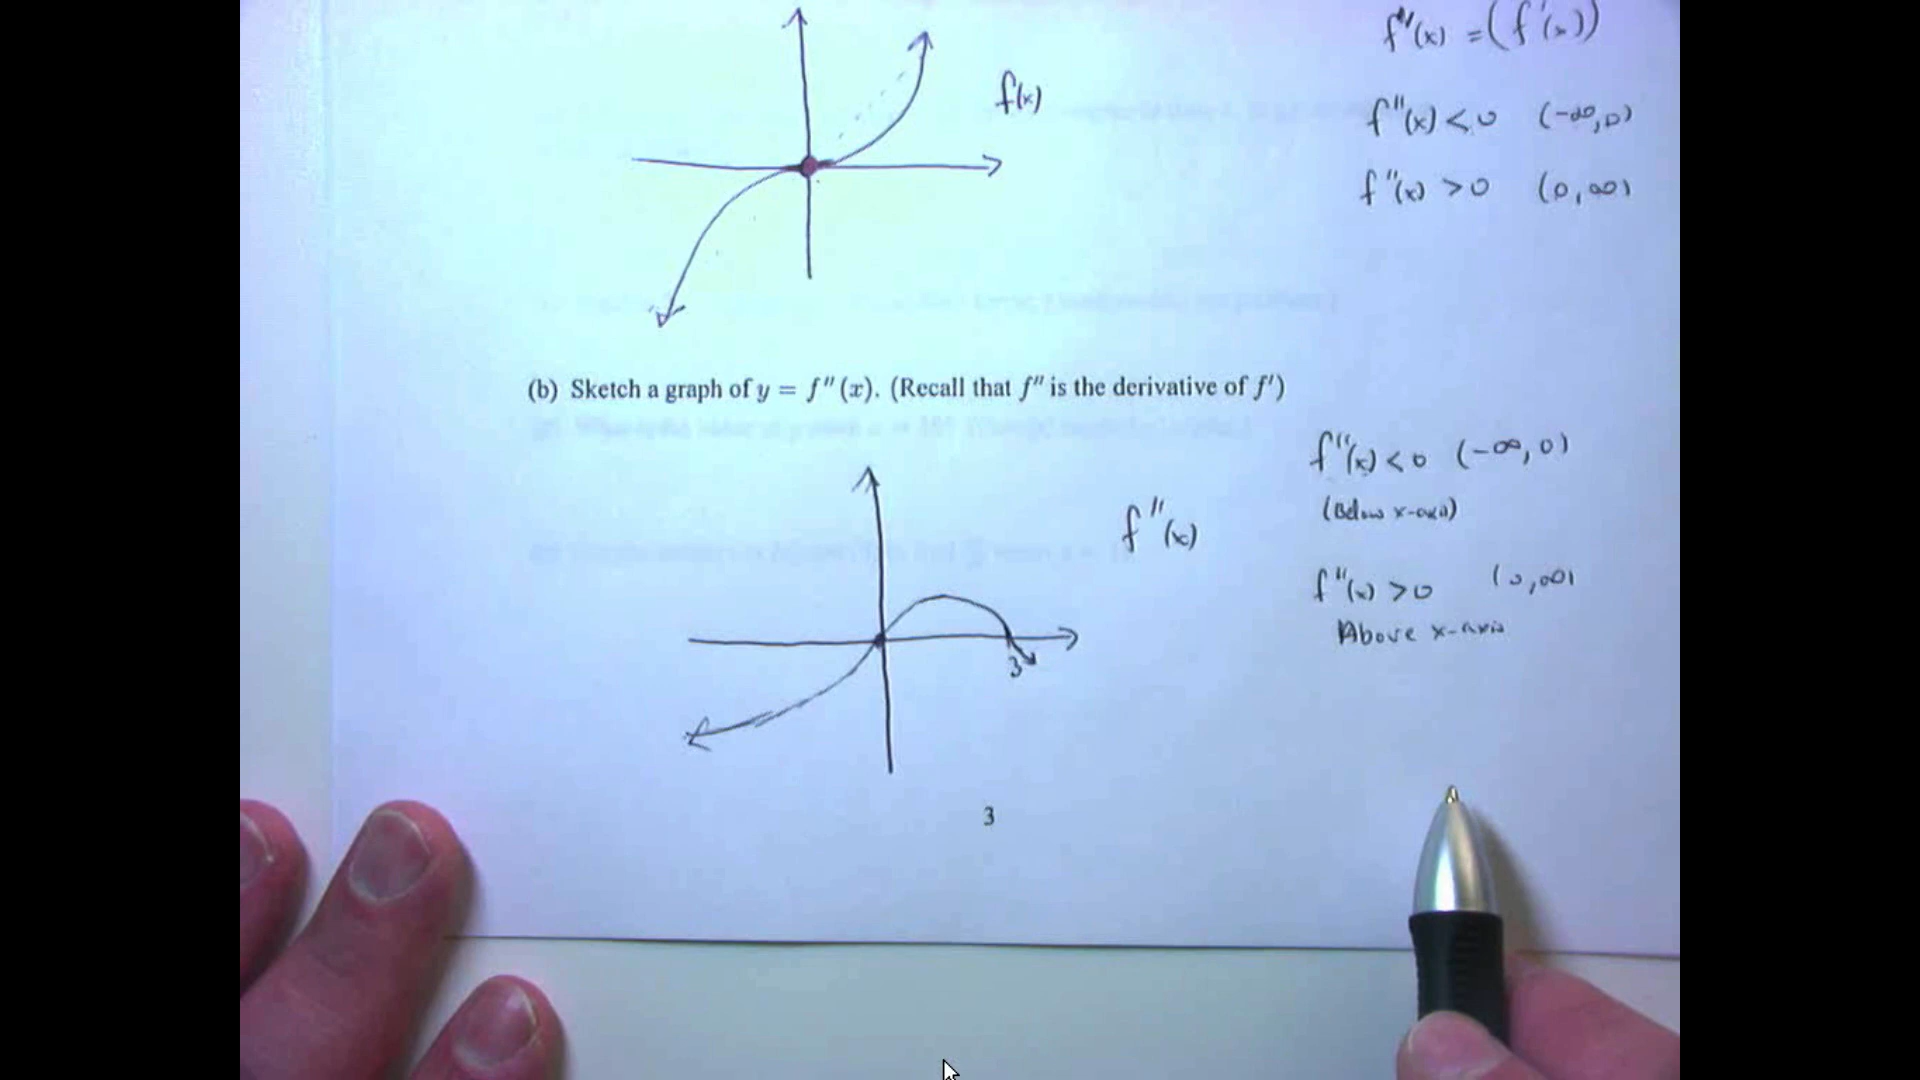 f''(x) = (f'(x))
f(x)
f''(x) < 0 (-∞,0)
f''(x) > 0 (0,∞)
(b) Sketch a graph of y = f'' (x). (Recall that f'' is the derivative of f')
f''(x) < 0 (-∞, 0)
(Below x-axis)
f''(x)
f''(x) > 0 (0,∞)
Above x-axis
3
3